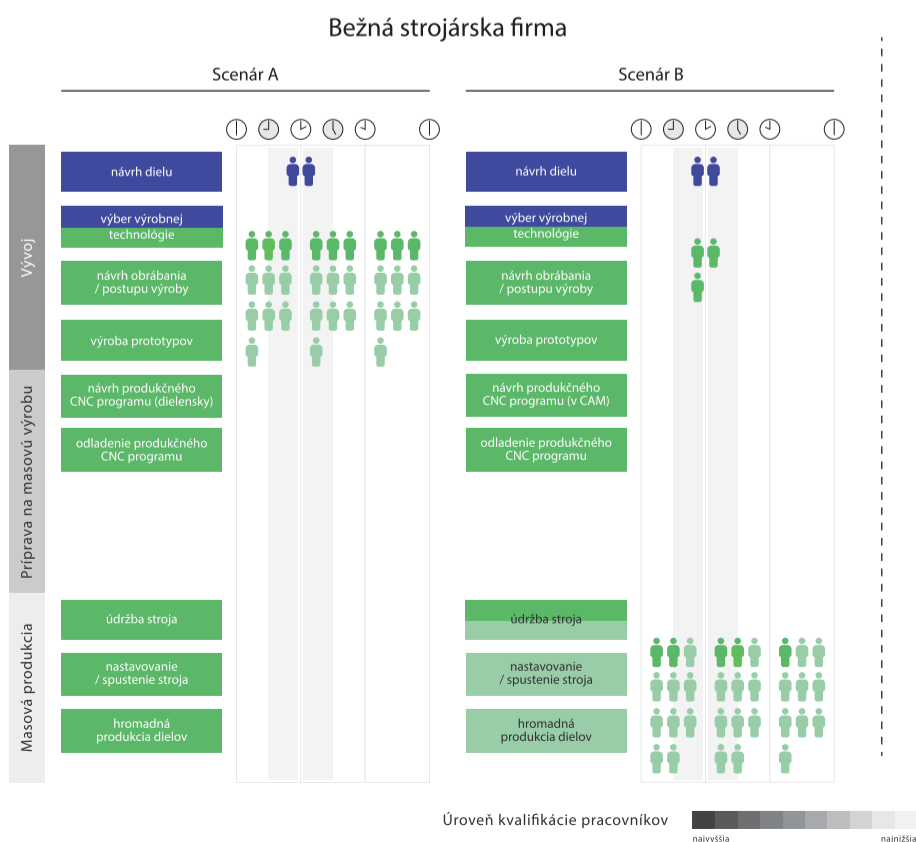 Bežná strojárska firma
Scenár A
Scenár B
Vývoj
Príprava na masovú výrobu
Masová produkcia
návrh dielu
výber výrobnej
technológie
návrh obrábania
/ postupu výroby
výroba prototypov
návrh produkčného
CNC programu (dielensky)
odladenie produkčného
CNC programu
údržba stroja
nastavovanie
/ spustenie stroja
hromadná
produkcia dielov
návrh dielu
výber výrobnej
technológie
návrh obrábania
/ postupu výroby
výroba prototypov
návrh produkčného
CNC programu (v CAM)
odladenie produkčného
CNC programu
údržba stroja
nastavovanie
/ spustenie stroja
hromadná
produkcia dielov
Úroveň kvalifikácie pracovníkov
najvyššia
najnižšia